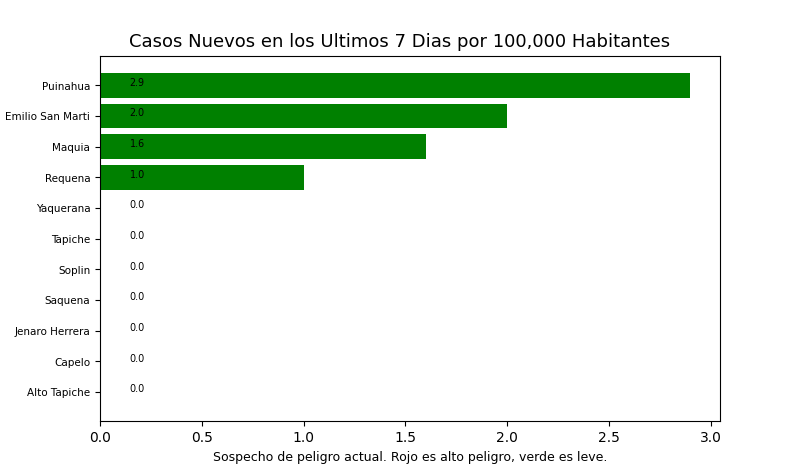 Casos Nuevos en los Ultimos 7 Dias por 100,000 Habitantes
Puinahua 2.9
Emilio San Marti 2.0
Maquia 1.6
Requena 1.0
Yaquerana 0.0
Tapiche 0.0
Soplin 0.0
Saquena 0.0
Jenaro Herrera 0.0
Capelo 0.0
Alto Tapiche 0.0
0.0 0.5 1.0 1.5 2.0 2.5 3.0
Sospecho de peligro actual. Rojo es alto peligro, verde es leve.